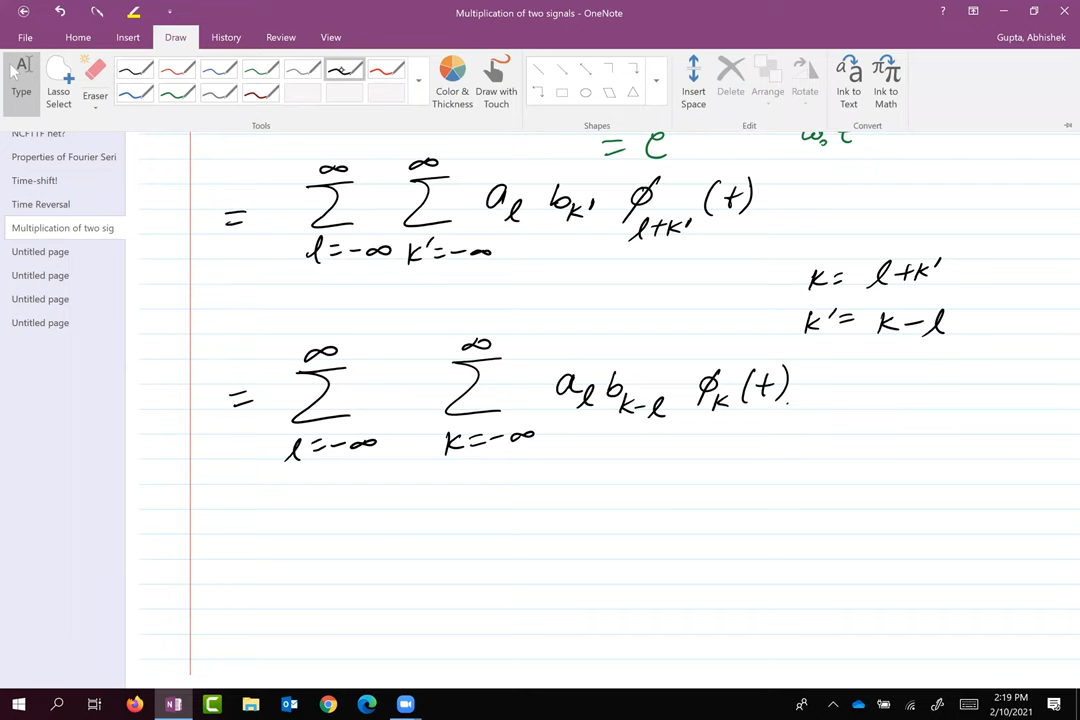 Multiplication of two signals - OneNote
?
File Home Insert Draw History Review View Gupta, Abhishek
Type Lasso Select Eraser Color & Thickness Draw with Touch Insert Space Delete Arrange Rotate Ink to Text Ink to Math
Tools Shapes Edit Convert
NCFTTF het?
Properties of Fourier Seri
Time-shift!
Time Reversal
Multiplication of two sig
Untitled page
Untitled page
Untitled page
Untitled page
= e ω₀ t
= ∑_{l=-∞}^{∞} ∑_{k'=-∞}^{∞} a_l b_{k'} ϕ_{l+k'} (t)
k = l+k'
k' = k-l
= ∑_{l=-∞}^{∞} ∑_{k=-∞}^{∞} a_l b_{k-l} ϕ_k (t).
2:19 PM
2/10/2021